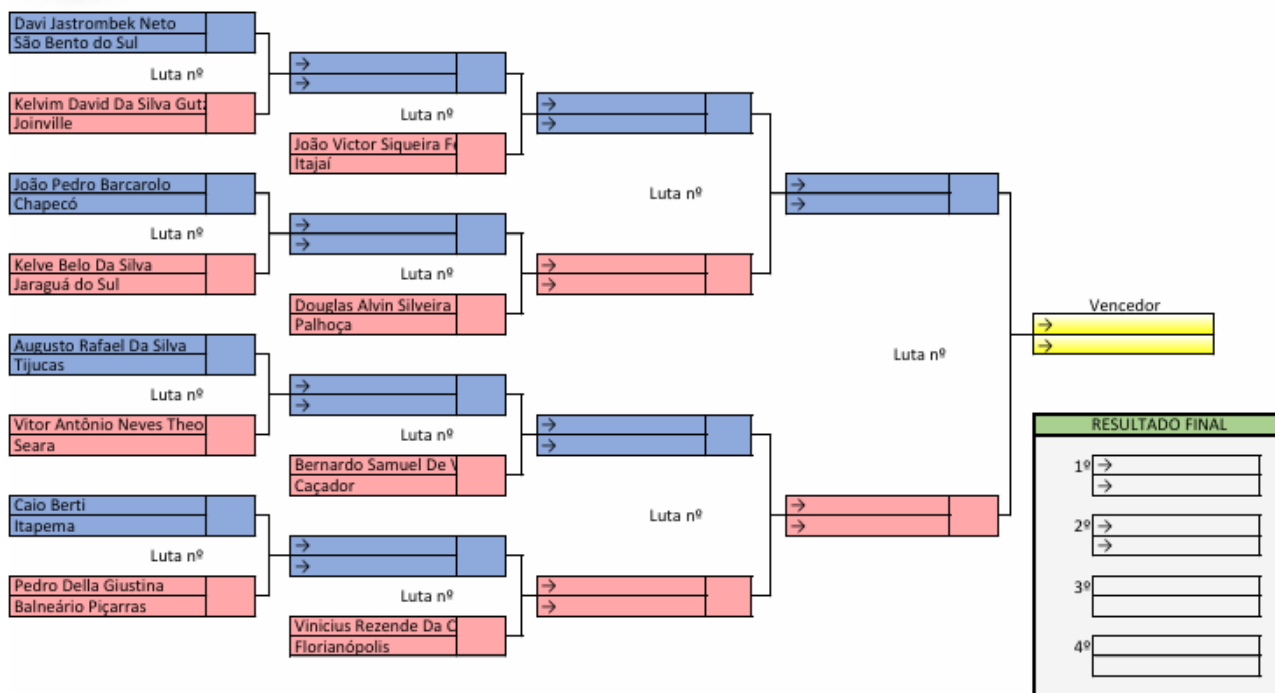 Davi Jastrombek Neto
São Bento do Sul
Luta nº
Kelvim David Da Silva
Joinville
João Pedro Barcarolo
Chapecó
Luta nº
Kelve Belo Da Silva
Jaraguá do Sul
Augusto Rafael Da Silva
Tijucas
Luta nº
Vitor Antônio Neves Theo
Seara
Caio Berti
Itapema
Luta nº
Pedro Della Giustina
Balneário Piçarras
→
→
Luta nº
João Victor Siqueira
Itajaí
→
→
Luta nº
Douglas Alvin Silveira
Palhoça
→
→
Luta nº
Bernardo Samuel De
Caçador
→
→
Luta nº
Vinicius Rezende Da
Florianópolis
→
→
Luta nº
→
→
→
→
Luta nº
→
→
→
→
Luta nº
→
→
Vencedor
→
→
RESULTADO FINAL
1º →
→
2º →
→
3º
4º